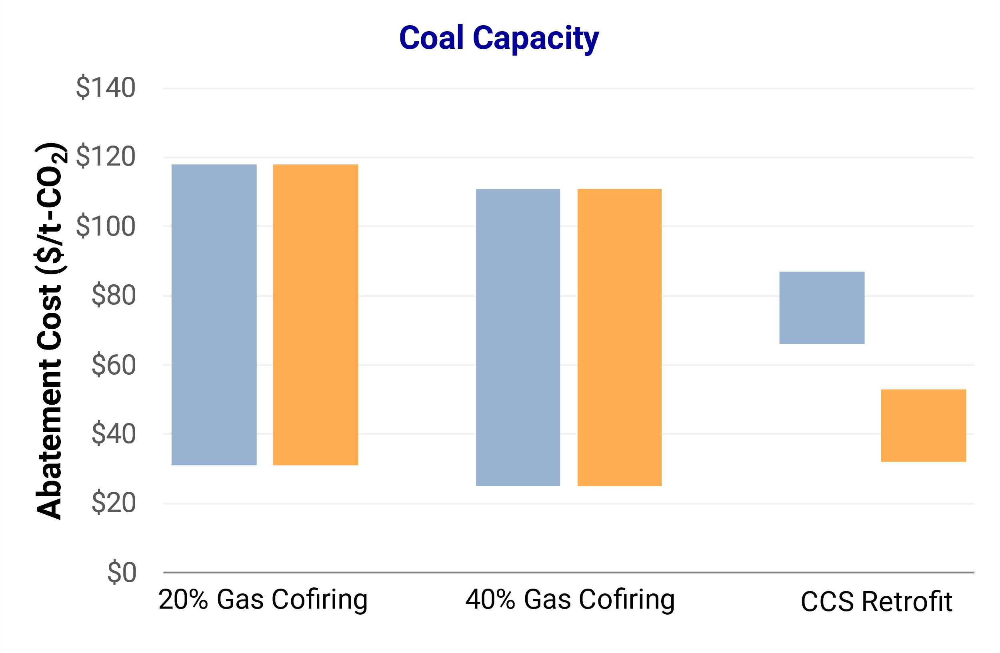 Coal Capacity
Abatement Cost ($/t-CO₂)
$140
$120
$100
$80
$60
$40
$20
$0
20% Gas Cofiring
40% Gas Cofiring
CCS Retrofit